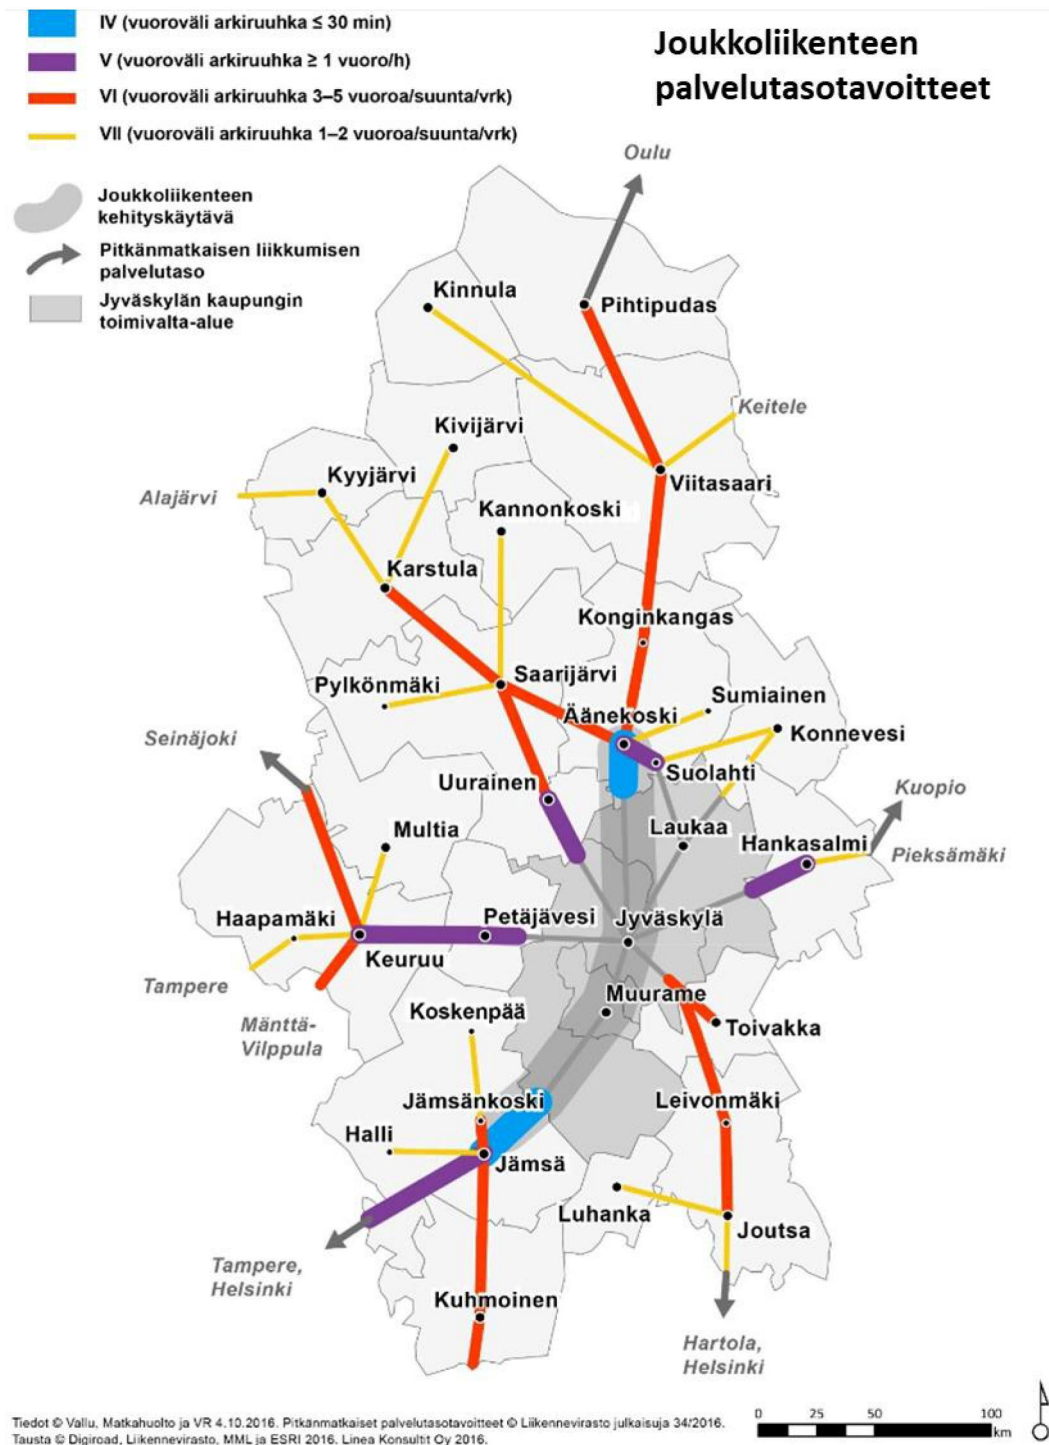 IV (vuoroväli arkiruuhka ≤ 30 min)
V (vuoroväli arkiruuhka ≥ 1 vuoro/h)
VI (vuoroväli arkiruuhka 3–5 vuoroa/suunta/vrk)
VII (vuoroväli arkiruuhka 1–2 vuoroa/suunta/vrk)
Joukkoliikenteen
kehityskäytävä
Pitkänmatkaisen liikkumisen
palvelutaso
Jyväskylän kaupungin
toimivalta-alue
Joukkoliikenteen
palvelutasotavoitteet
Oulu
Kinnula
Pihtipudas
Keitele
Kivijärvi
Kyyjärvi
Viitasaari
Alajärvi
Kannonkoski
Karstula
Konginkangas
Saarijärvi
Pylkönmäki
Sumiainen
Äänekoski
Konnevesi
Seinäjoki
Suolahti
Uurainen
Kuopio
Multia
Laukaa
Hankasalmi
Pieksämäki
Haapamäki
Petäjävesi
Jyväskylä
Keuruu
Tampere
Muurame
Koskenpää
Mänttä-
Vilppula
Toivakka
Jämsänkoski
Leivonmäki
Halli
Jämsä
Luhanka
Joutsa
Tampere,
Helsinki
Kuhmoinen
Hartola,
Helsinki
0 25 50 100
km
Tiedot © Vallu, Matkahuolto ja VR 4.10.2016. Pitkänmatkaiset palvelutasotavoitteet © Liikennevirasto julkaisuja 34/2016.
Tausta © Digiroad, Liikennevirasto, MML ja ESRI 2016. Linea Konsultit Oy 2016.